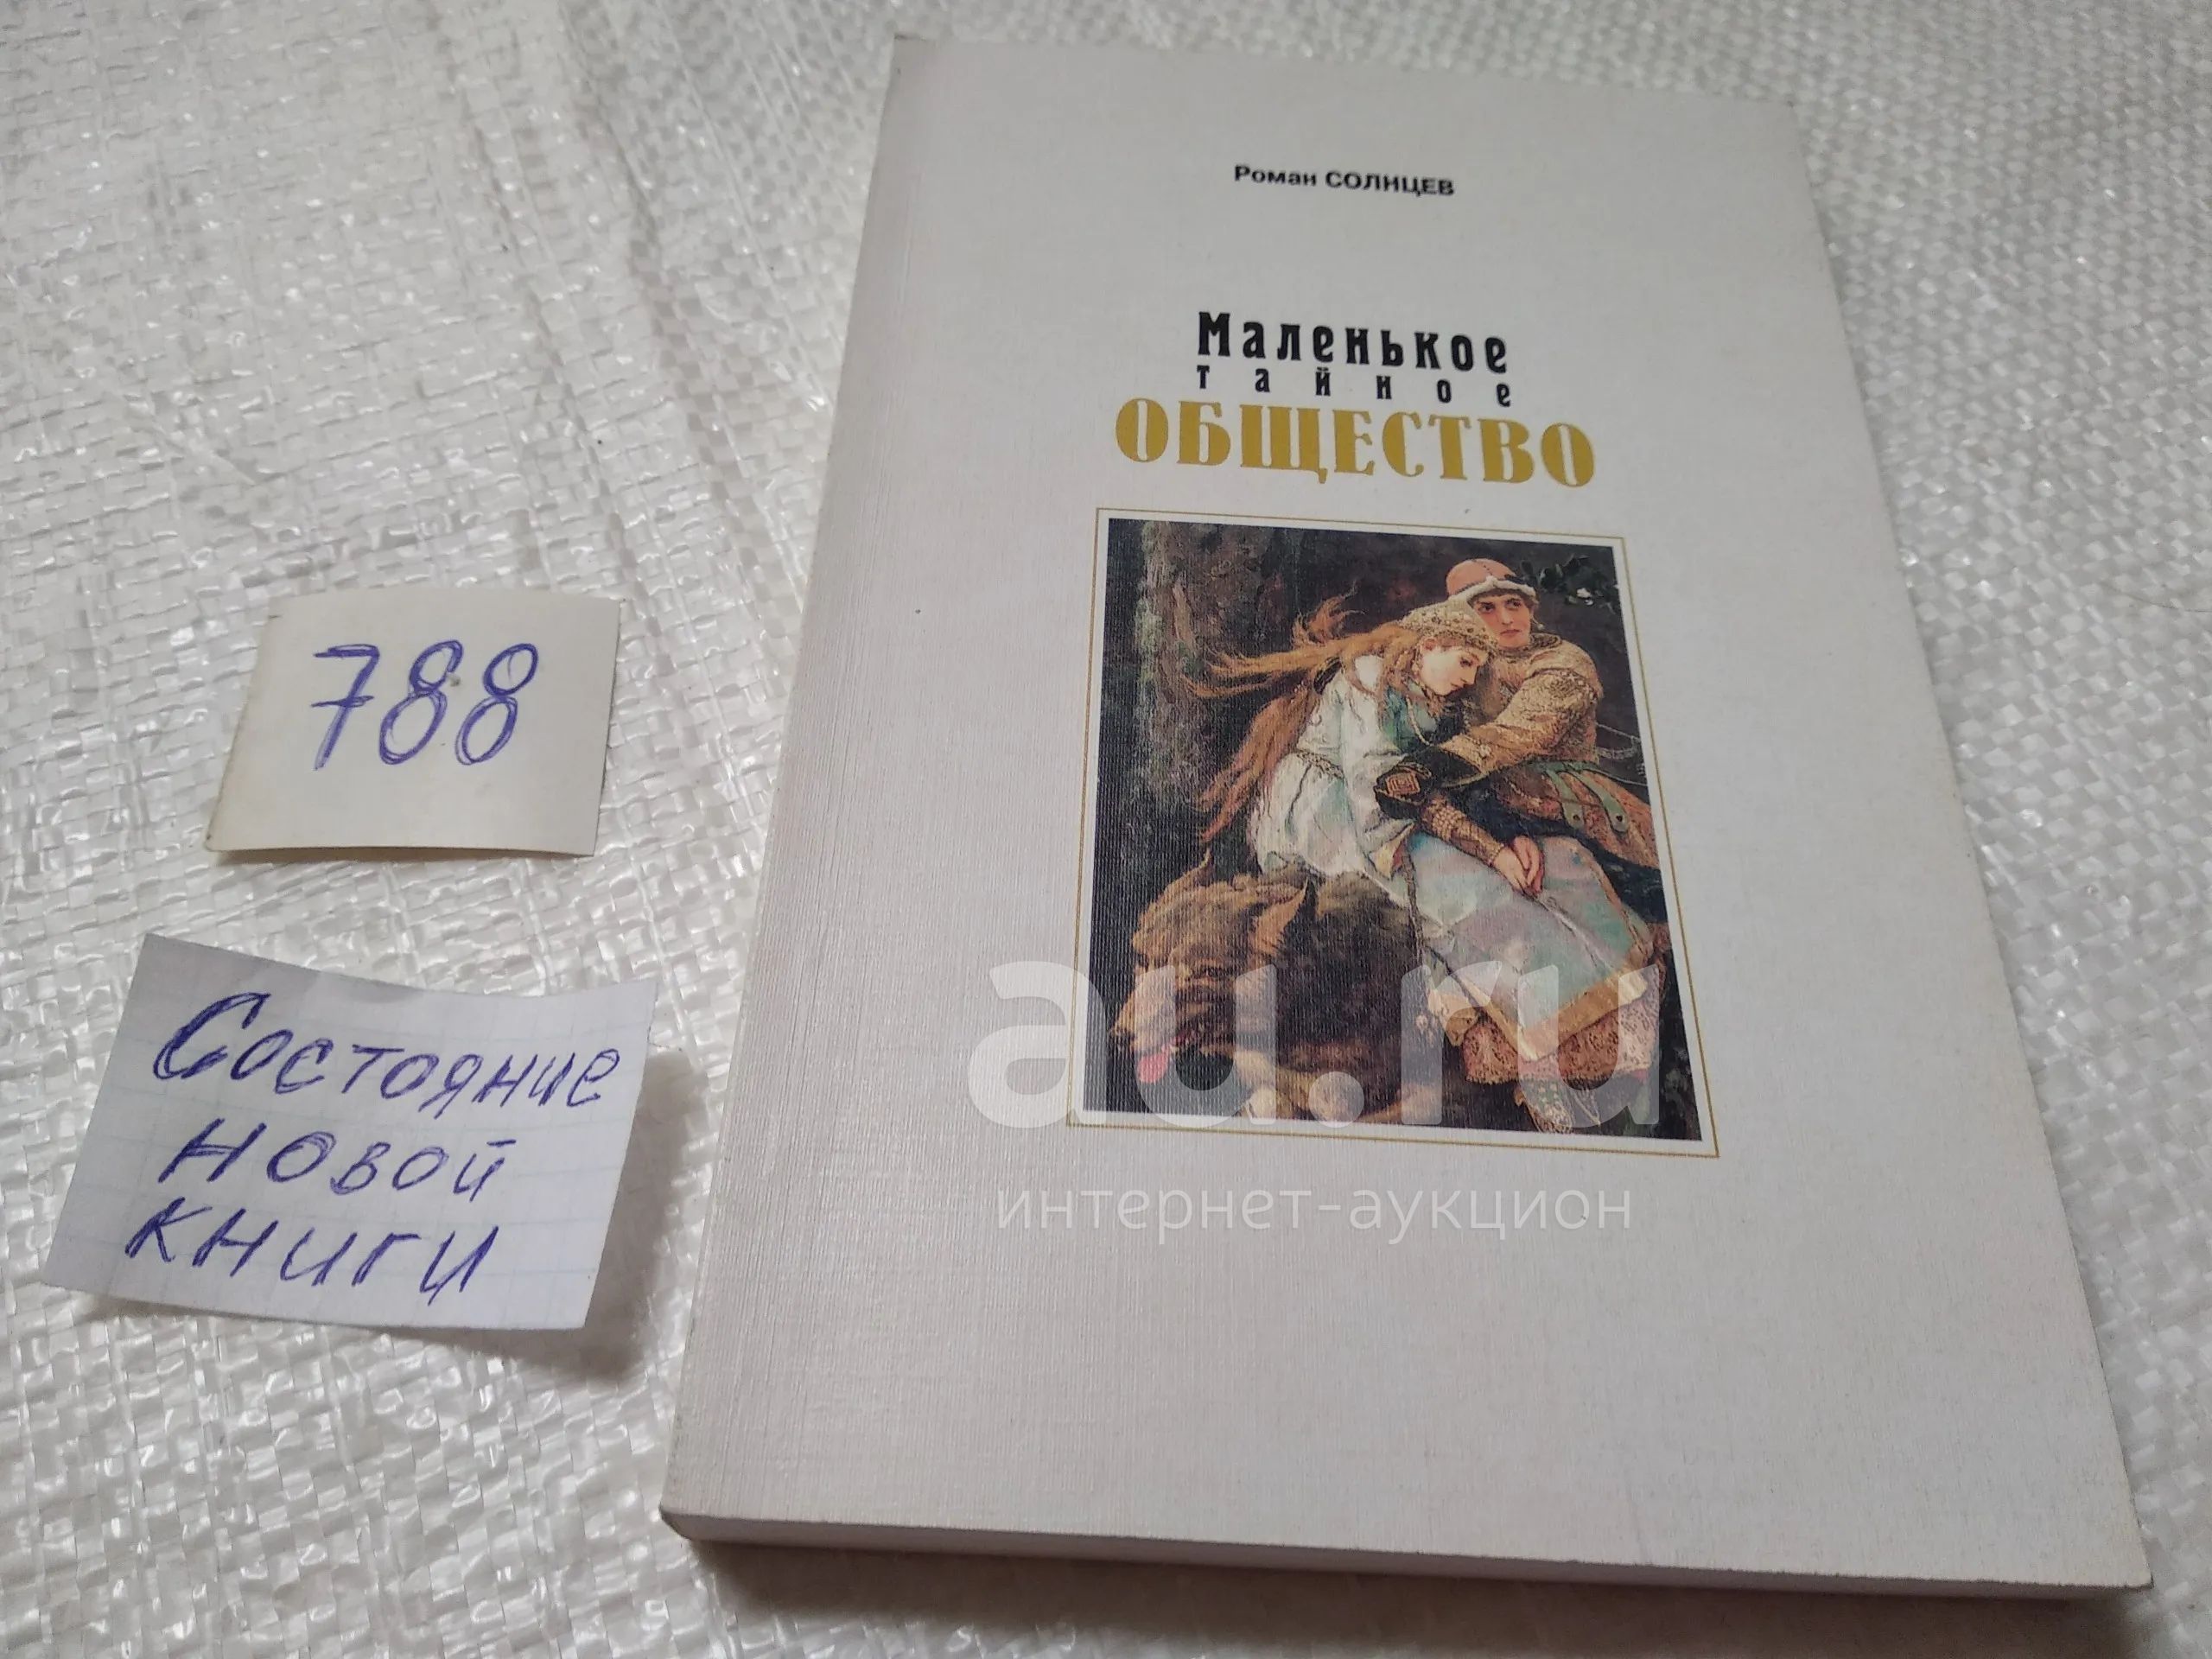 Роман СОЛНЦЕВ
Маленькое
тайное
ОБЩЕСТВО
788
Состояние
новой
книги
au.ru
интернет-аукцион